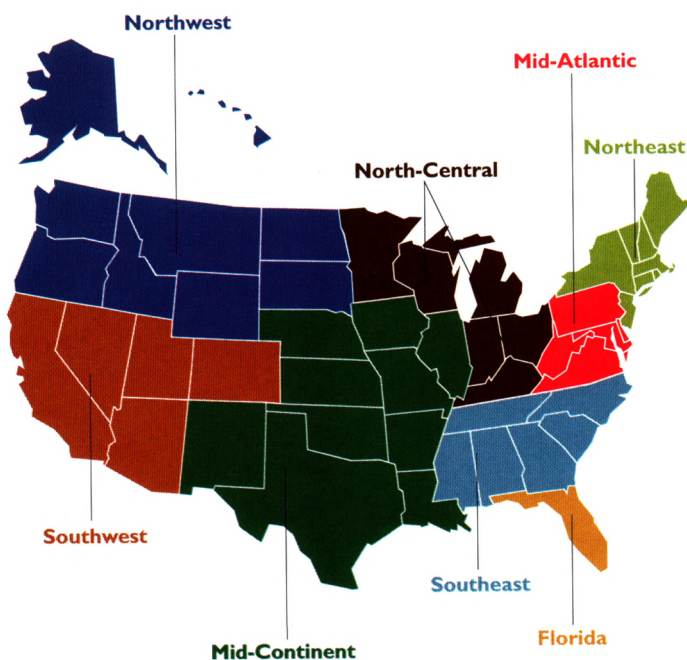 Northwest
Mid-Atlantic
Northeast
North-Central
Southwest
Southeast
Florida
Mid-Continent